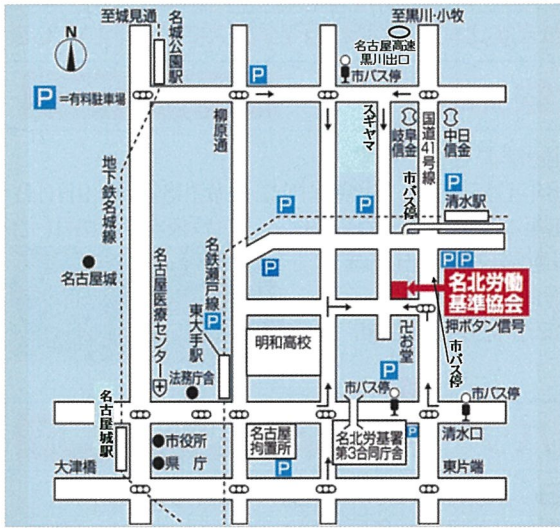 至城見通
至黒川・小牧
N
名城公園駅
名古屋高速
黒川出口
市バス停
P
P
=有料駐車場
柳原通
スギヤマ
岐阜
信金
国道41号線
中日
信金
地下鉄名城線
P
市バス停
清水駅
P
P
名鉄瀬戸線
名古屋城
P
P P
名古屋医療センター
東大手駅
P
名北労働
基準協会
明和高校
卍お堂
押ボタン信号
市バス停
法務庁舎
P
市バス停
市バス停
名古屋城駅
市役所
県庁
名古屋
拘置所
P
名北労基署
第3合同庁舎
P
清水口
大津橋
東片端